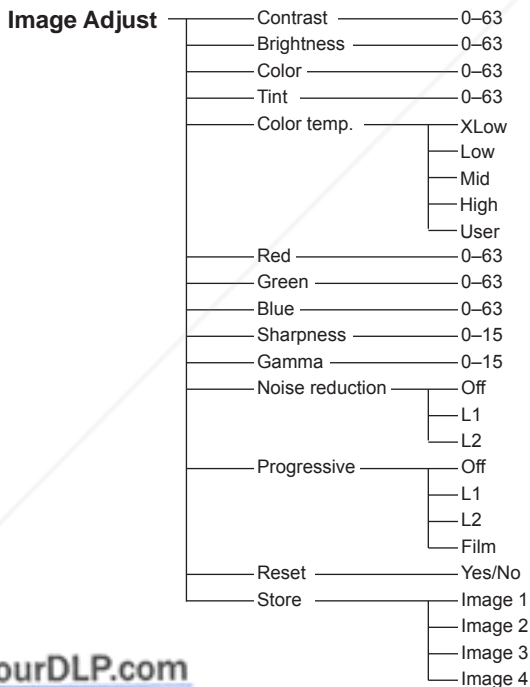 Image Adjust Contrast 0–63
Brightness 0–63
Color 0–63
Tint 0–63
Color temp. XLow
Low
Mid
High
User
Red 0–63
Green 0–63
Blue 0–63
Sharpness 0–15
Gamma 0–15
Noise reduction Off
L1
L2
Progressive Off
L1
L2
Film
Reset Yes/No
Store Image 1
Image 2
Image 3
Image 4
ourDLP.com